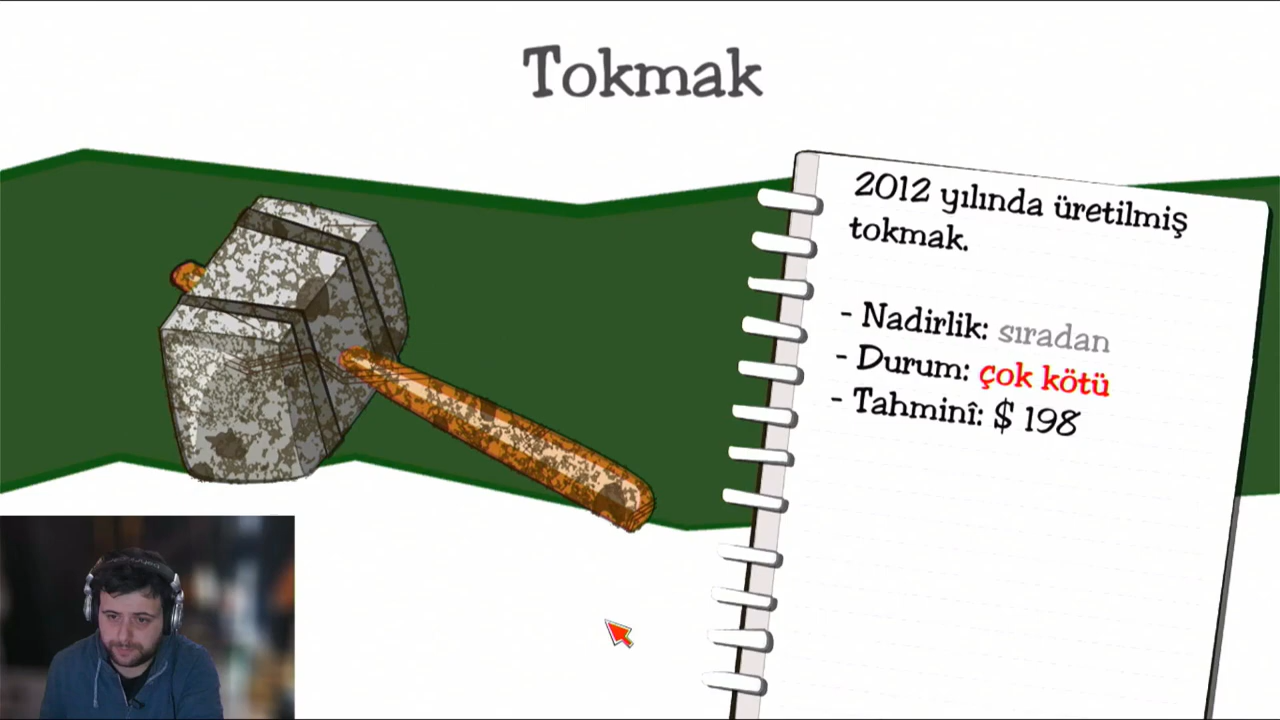 Tokmak
2012 yılında üretilmiş
tokmak.
- Nadirlik: sıradan
- Durum: çok kötü
- Tahminî: $ 198